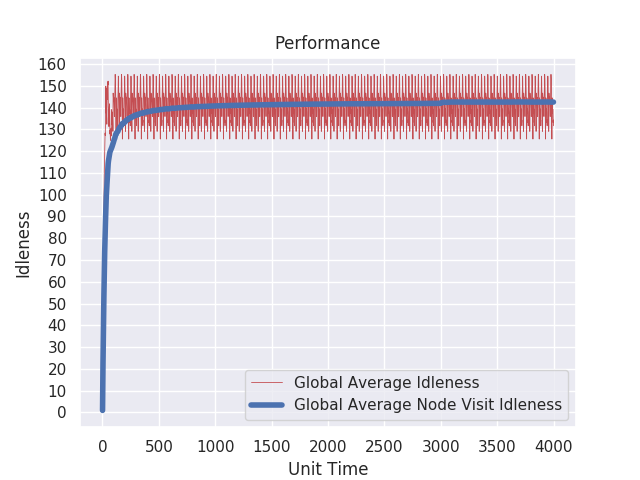 Performance
160
150
140
130
120
110
100
90
80
70
60
50
40
30
20
10
0
Idleness
Global Average Idleness
Global Average Node Visit Idleness
0 500 1000 1500 2000 2500 3000 3500 4000
Unit Time